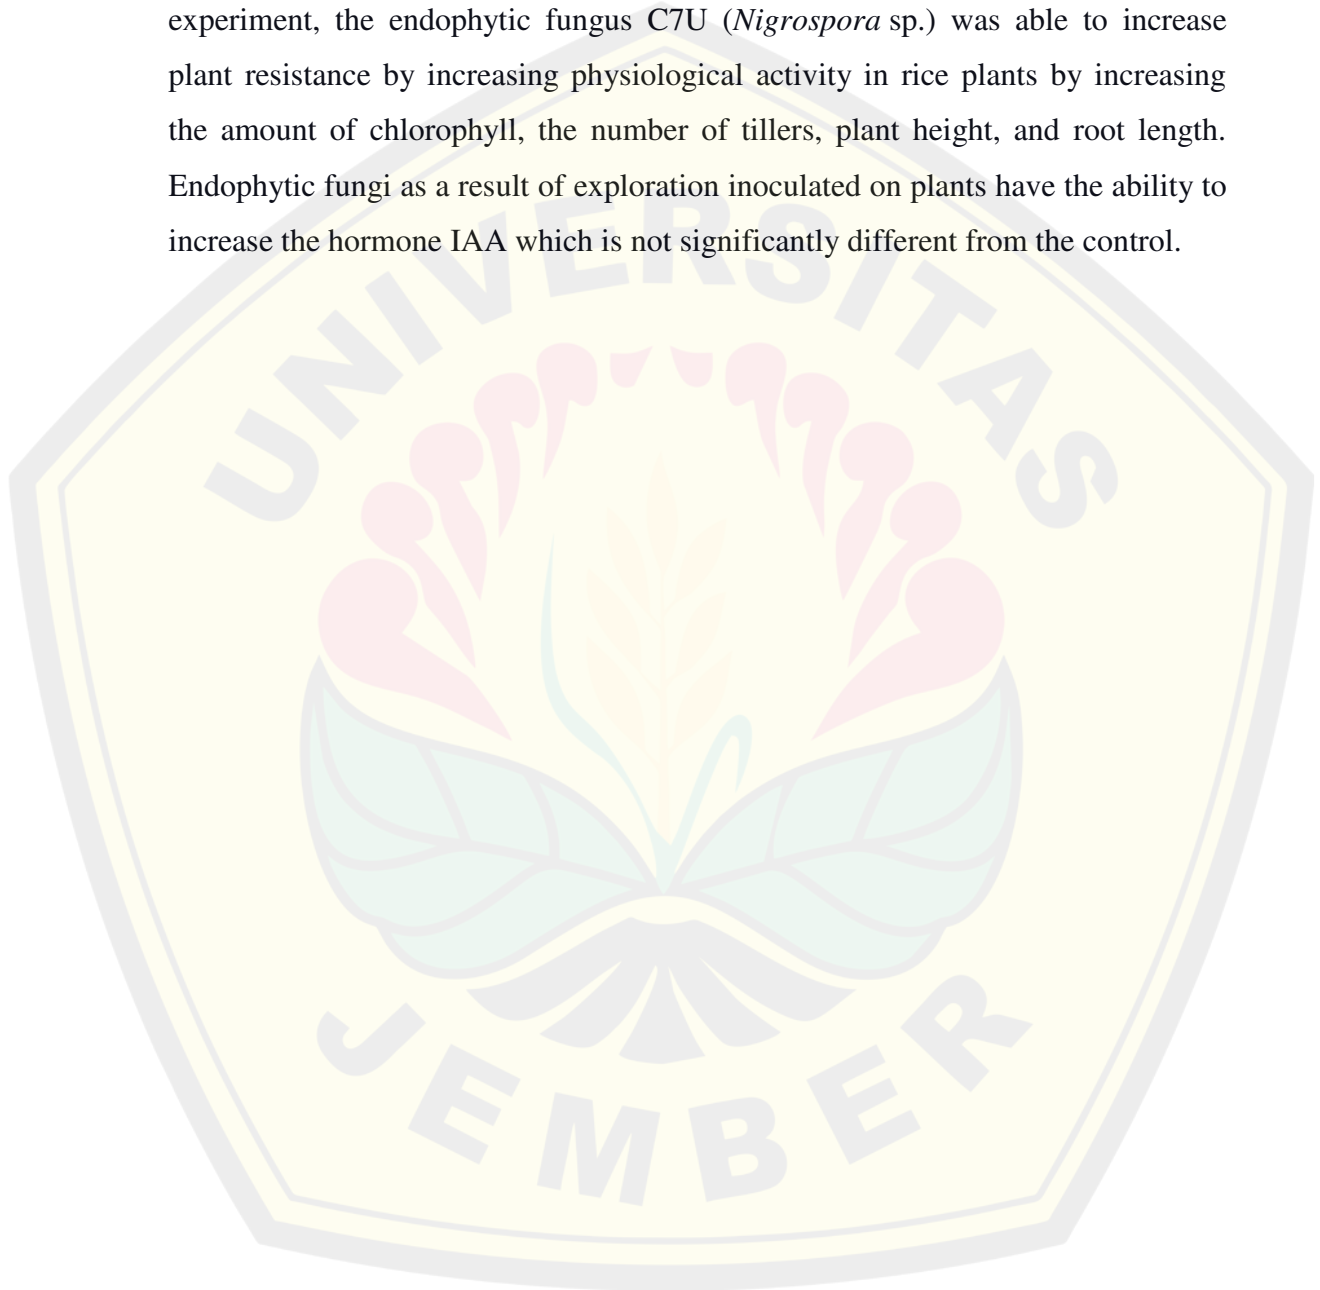 experiment, the endophytic fungus C7U (Nigrospora sp.) was able to increase
plant resistance by increasing physiological activity in rice plants by increasing
the amount of chlorophyll, the number of tillers, plant height, and root length.
Endophytic fungi as a result of exploration inoculated on plants have the ability to
increase the hormone IAA which is not significantly different from the control.
UNIVERSITAS
JEMBER